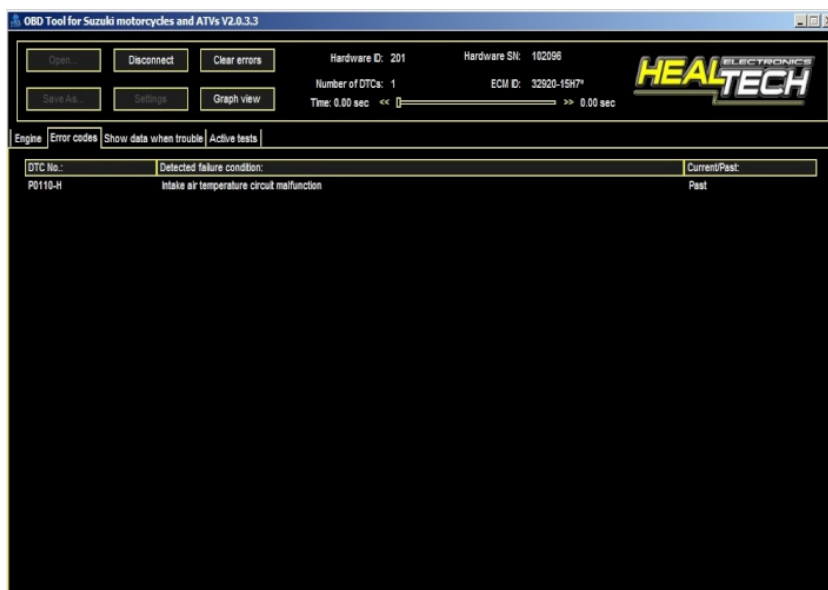 OBD Tool for Suzuki motorcycles and ATVs V2.0.3.3
Open... Disconnect Clear errors Hardware ID: 201 Hardware SN: 102096
Number of DTCs: 1 ECM ID: 32920-15H7*
Save As... Settings Graph view Time: 0.00 sec << >> 0.00 sec
HEALTECH ELECTRONICS
Engine Error codes Show data when trouble Active tests
DTC No.: Detected failure condition: Current/Past:
P0110-H Intake air temperature circuit malfunction Past